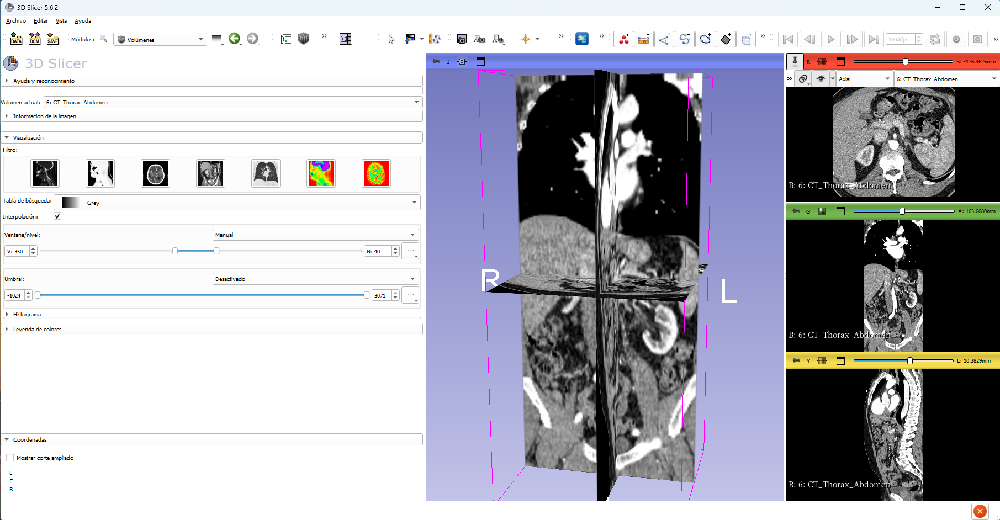 3D Slicer 5.6.2
Archivo Editar Vista Ayuda
DATA DCM SAVE Módulos: Volúmenes 100.0fps
3D Slicer
Ayuda y reconocimiento
Volumen actual: 6: CT_Thorax_Abdomen
Información de la imagen
Visualización
Filtro:
Tabla de búsqueda: Grey
Interpolación:
Ventana/nivel: Manual
V: 350 N: 40
Umbral: Desactivado
-1024 3071
Histograma
Leyenda de colores
Coordenadas
Mostrar corte ampliado
L
F
B
1
R
L
R S: -176.4626mm
Axial 6: CT_Thorax_Abdomen
B: 6: CT_Thorax_Abdomen
G A: 163.6680mm
B: 6: CT_Thorax_Abdomen
Y L: 10.3829mm
B: 6: CT_Thorax_Abdomen